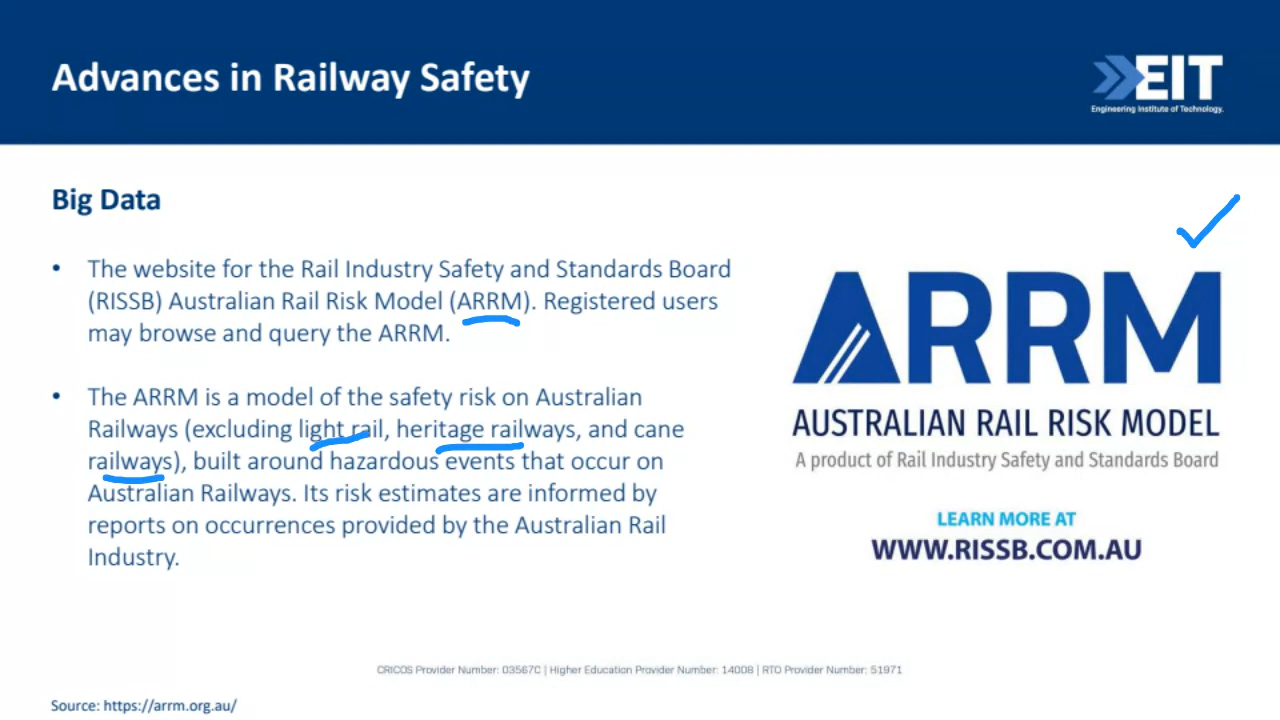 Advances in Railway Safety
EIT
Engineering Institute of Technology.
Big Data
• The website for the Rail Industry Safety and Standards Board
(RISSB) Australian Rail Risk Model (ARRM). Registered users
may browse and query the ARRM.
• The ARRM is a model of the safety risk on Australian
Railways (excluding light rail, heritage railways, and cane
railways), built around hazardous events that occur on
Australian Railways. Its risk estimates are informed by
reports on occurrences provided by the Australian Rail
Industry.
ARRM
AUSTRALIAN RAIL RISK MODEL
A product of Rail Industry Safety and Standards Board
LEARN MORE AT
WWW.RISSB.COM.AU
CRICOS Provider Number: 03567C | Higher Education Provider Number: 14008 | RTO Provider Number: 51971
Source: https://arrm.org.au/